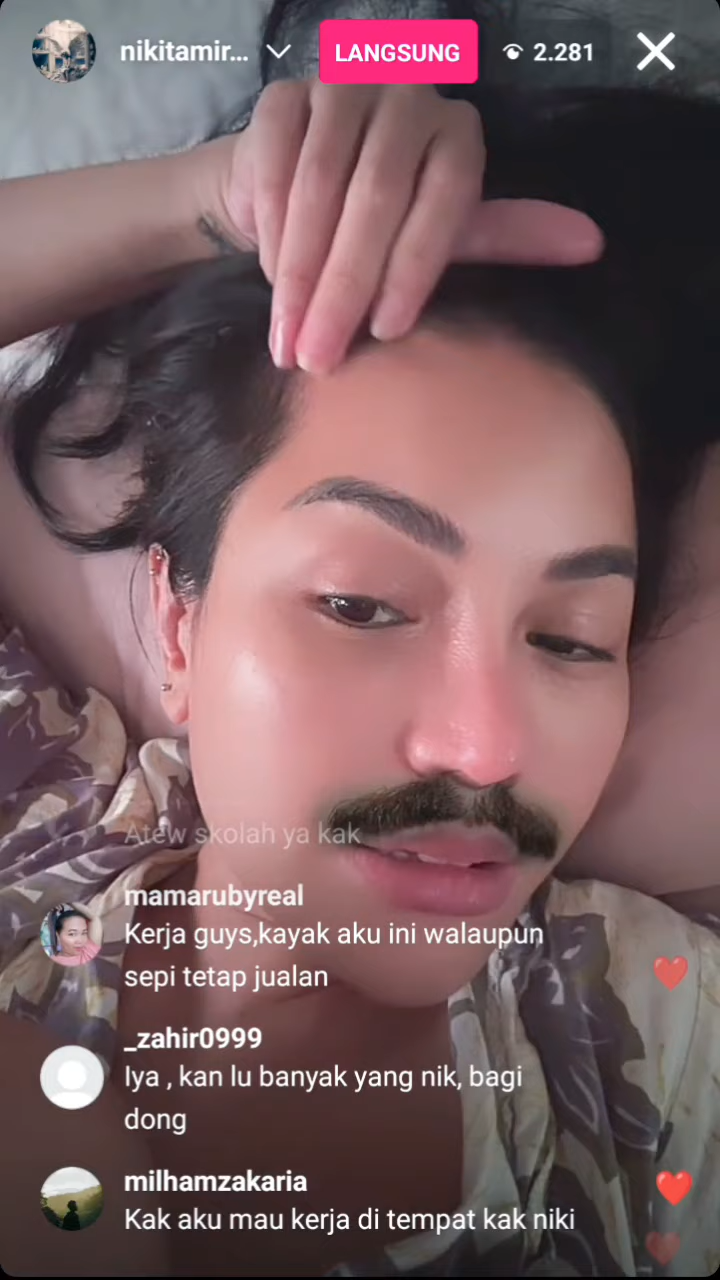 nikitamir...
LANGSUNG
2.281
Atew skolah ya kak
mamarubyreal
Kerja guys,kayak aku ini walaupun
sepi tetap jualan
_zahir0999
Iya , kan lu banyak yang nik, bagi
dong
milhamzakaria
Kak aku mau kerja di tempat kak niki